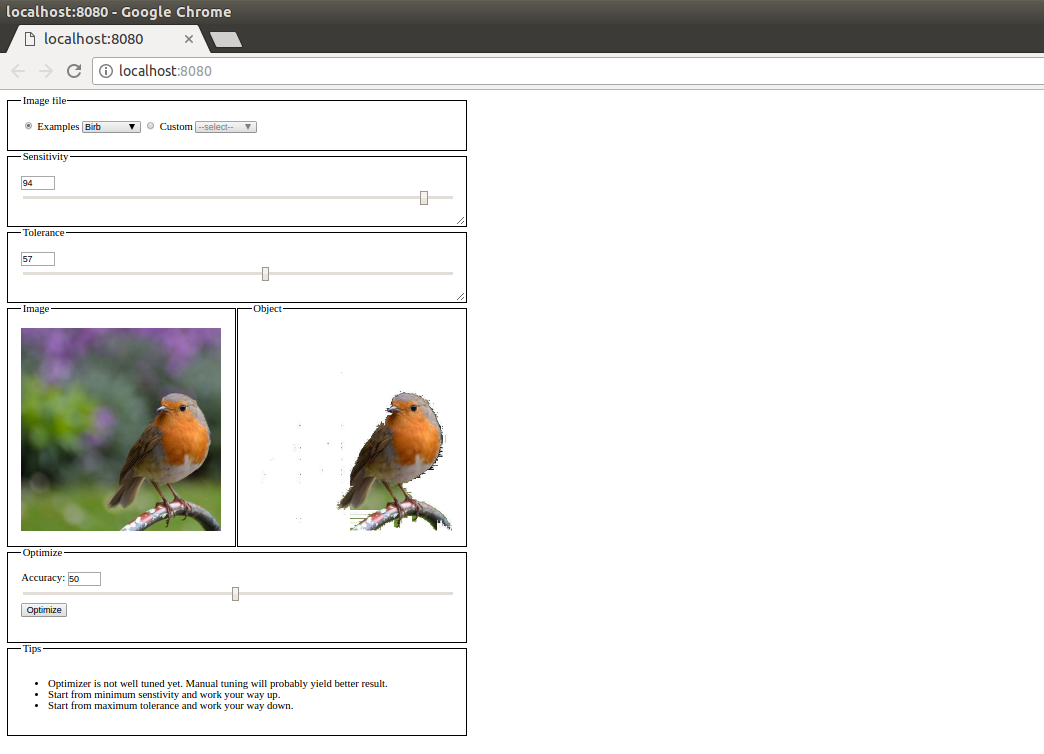 localhost:8080 - Google Chrome
localhost:8080
localhost:8080
Image file
Examples Birb Custom --select--
Sensitivity
94
Tolerance
57
Image Object
Optimize
Accuracy: 50
Optimize
Tips
Optimizer is not well tuned yet. Manual tuning will probably yield better result.
Start from minimum senstivity and work your way up.
Start from maximum tolerance and work your way down.